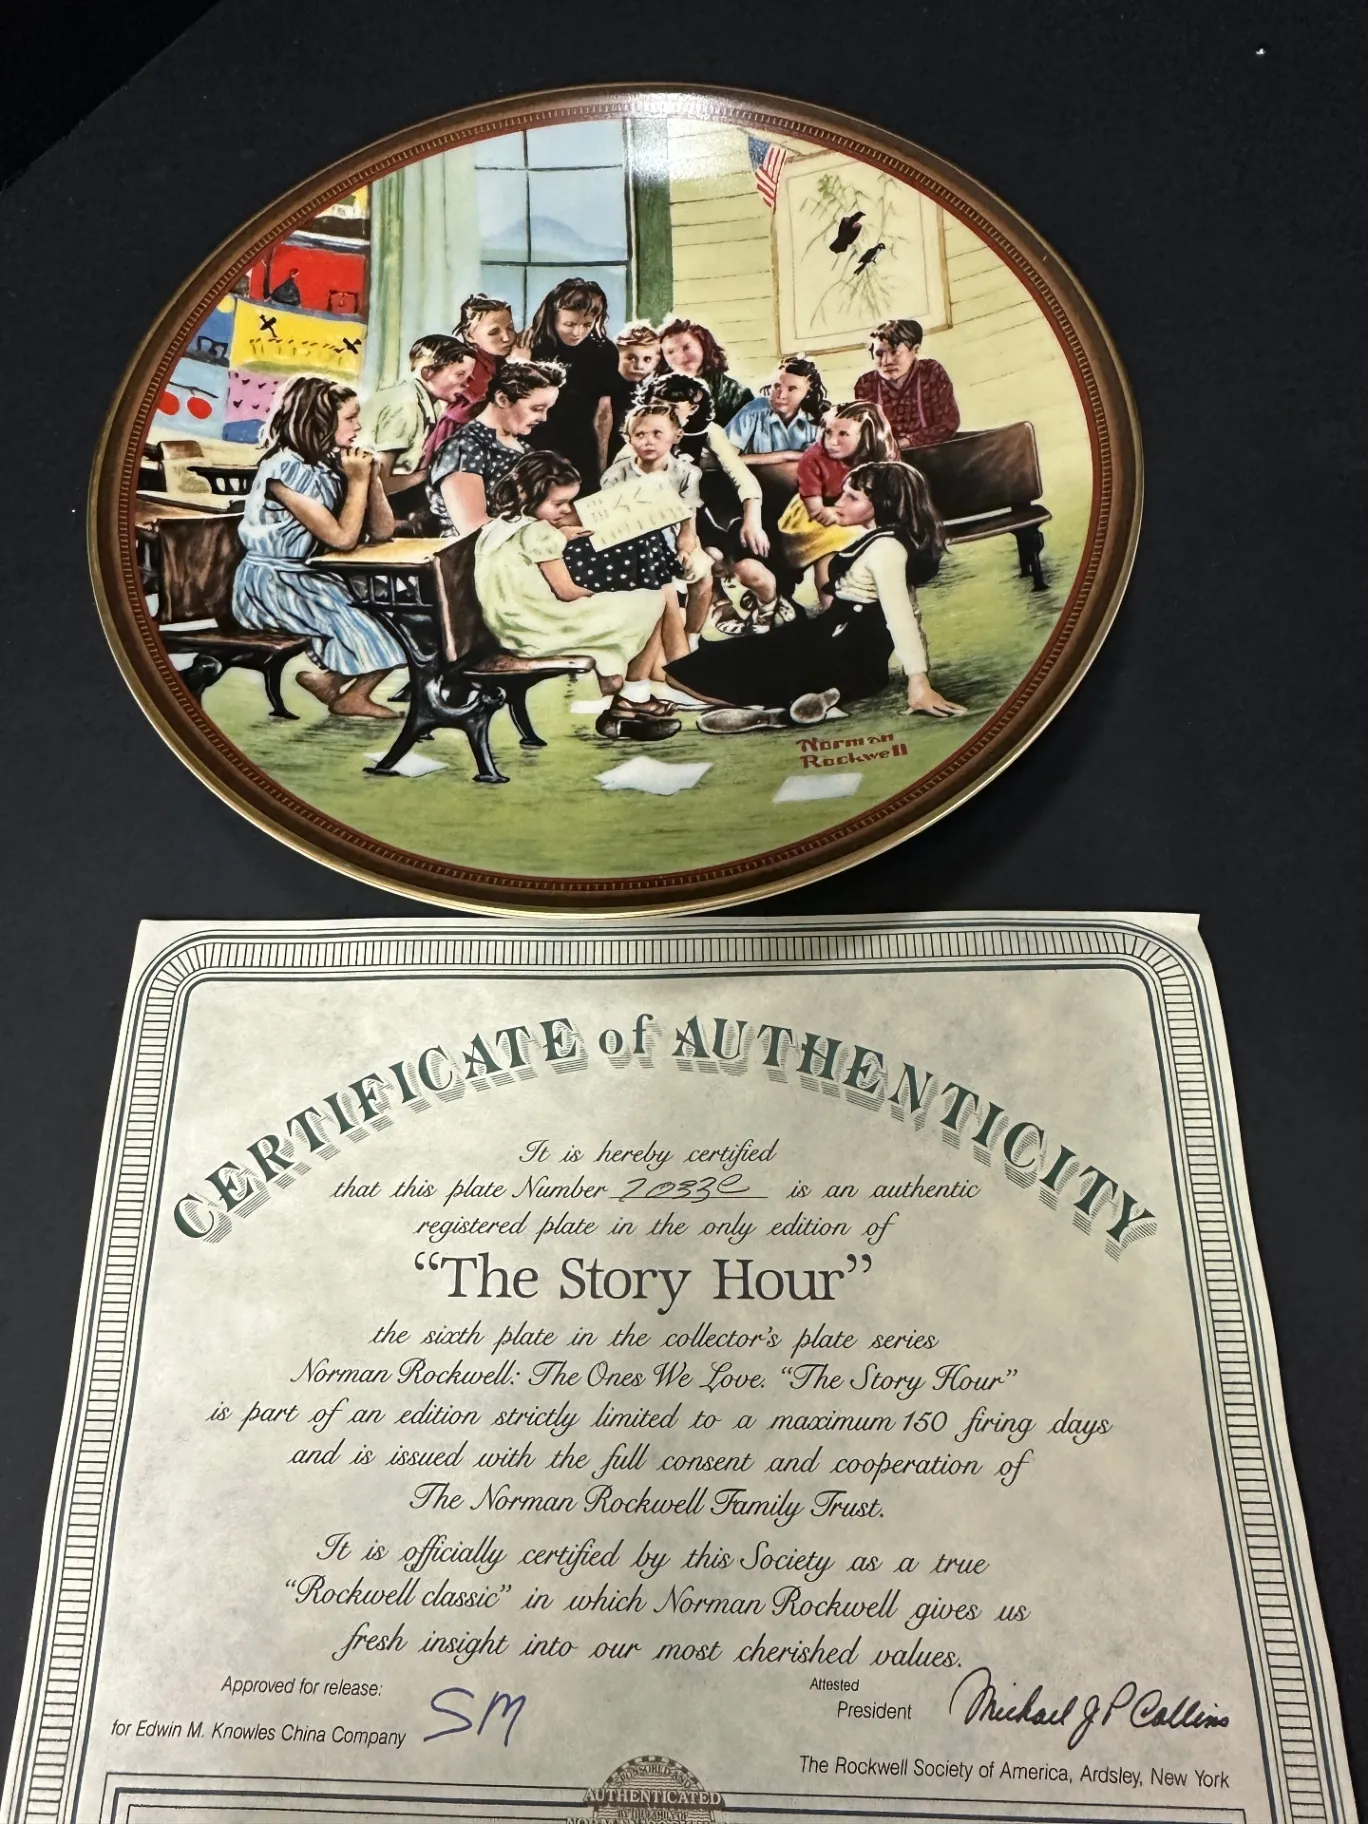 Norman
Rockwell
CERTIFICATE of AUTHENTICITY
It is hereby certified
that this plate Number 7033C is an authentic
registered plate in the only edition of
“The Story Hour”
the sixth plate in the collector’s plate series
Norman Rockwell: The Ones We Love. “The Story Hour”
is part of an edition strictly limited to a maximum 150 firing days
and is issued with the full consent and cooperation of
The Norman Rockwell Family Trust.
It is officially certified by this Society as a true
“Rockwell classic” in which Norman Rockwell gives us
fresh insight into our most cherished values.
Approved for release:
SM
for Edwin M. Knowles China Company
Attested
President
Michael J P Collins
The Rockwell Society of America, Ardsley, New York
SPONSORED AND
AUTHENTICATED